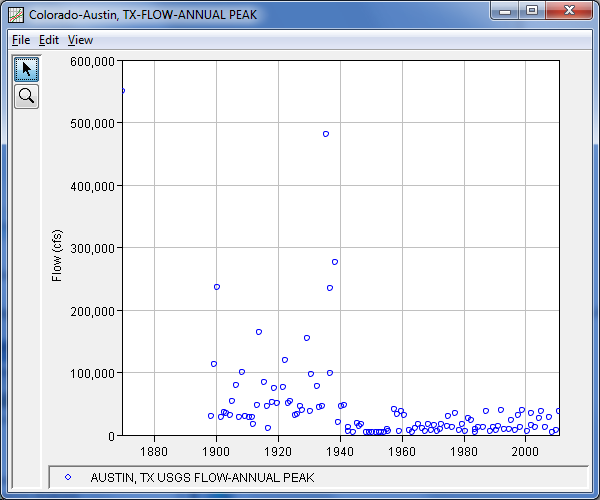 Colorado-Austin, TX-FLOW-ANNUAL PEAK
File Edit View
600,000
500,000
400,000
300,000
200,000
100,000
0
Flow (cfs)
1880 1900 1920 1940 1960 1980 2000
AUSTIN, TX USGS FLOW-ANNUAL PEAK